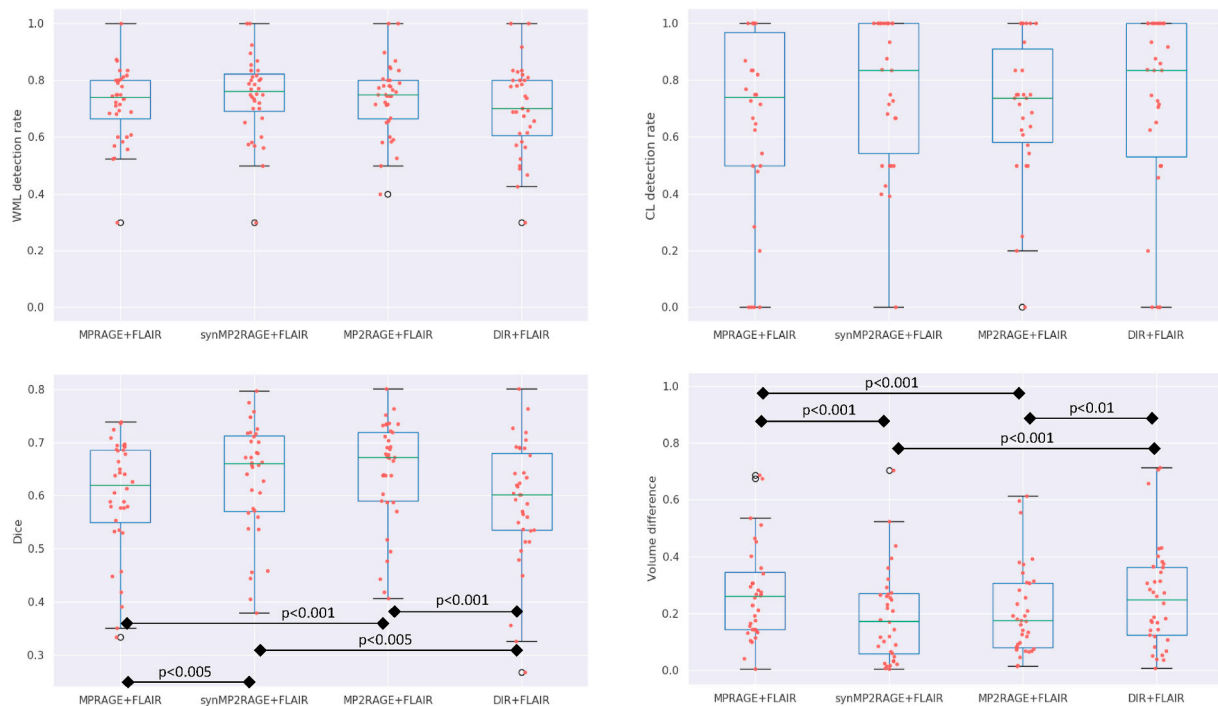 WML detection rate
1.0
0.8
0.6
0.4
0.2
0.0
MPRAGE+FLAIR synMP2RAGE+FLAIR MP2RAGE+FLAIR DIR+FLAIR
CL detection rate
1.0
0.8
0.6
0.4
0.2
0.0
MPRAGE+FLAIR synMP2RAGE+FLAIR MP2RAGE+FLAIR DIR+FLAIR
Dice
0.8
0.7
0.6
0.5
0.4
0.3
p<0.001
p<0.001
p<0.005
p<0.005
MPRAGE+FLAIR synMP2RAGE+FLAIR MP2RAGE+FLAIR DIR+FLAIR
Volume difference
1.0
0.8
0.6
0.4
0.2
0.0
p<0.001
p<0.001
p<0.01
p<0.001
MPRAGE+FLAIR synMP2RAGE+FLAIR MP2RAGE+FLAIR DIR+FLAIR